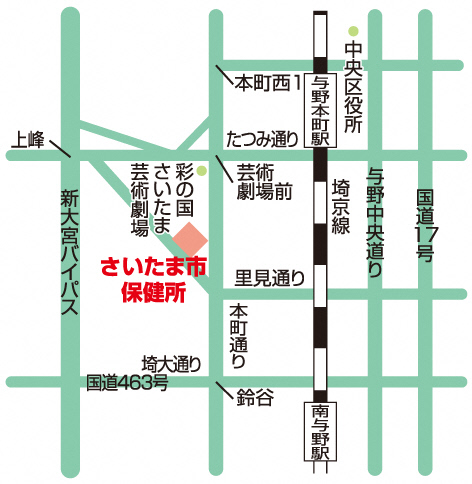 中央区役所
本町西1
与野本町駅
上峰
たつみ通り
彩の国
さいたま
芸術劇場
芸術
劇場前
埼京線
与野中央通り
国道17号
新大宮バイパス
さいたま市
保健所
里見通り
本町通り
埼大通り
国道463号
鈴谷
南与野駅